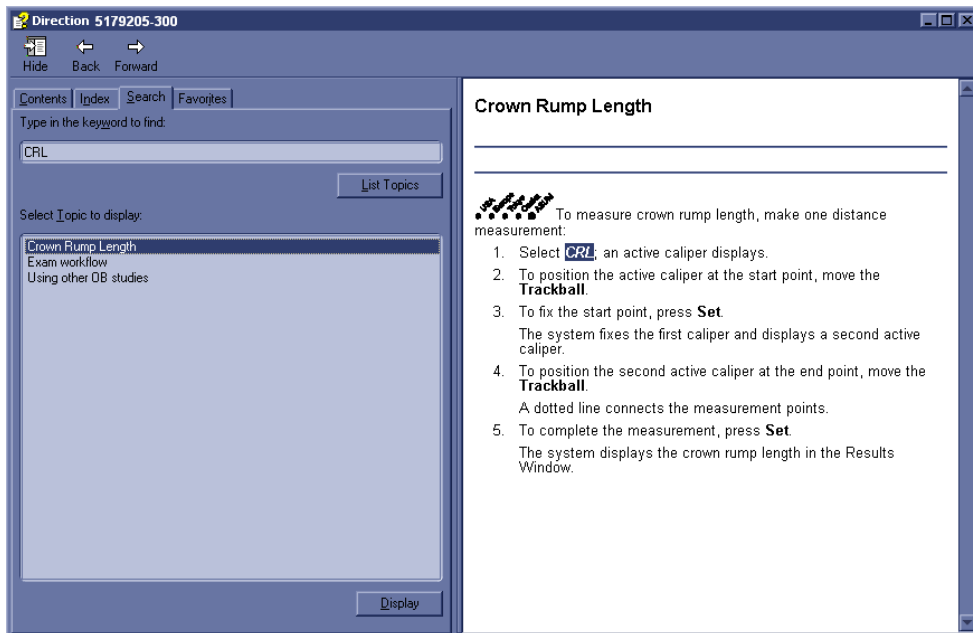 Direction 5179205-300
Hide Back Forward
Contents Index Search Favorites
Type in the keyword to find:
CRL
List Topics
Select Topic to display:
Crown Rump Length
Exam workflow
Using other OB studies
Display
Crown Rump Length
USA Europe Tokyo Osaka ASUM
To measure crown rump length, make one distance
measurement:
1. Select CRL; an active caliper displays.
2. To position the active caliper at the start point, move the
Trackball.
3. To fix the start point, press Set.
The system fixes the first caliper and displays a second active
caliper.
4. To position the second active caliper at the end point, move the
Trackball.
A dotted line connects the measurement points.
5. To complete the measurement, press Set.
The system displays the crown rump length in the Results
Window.